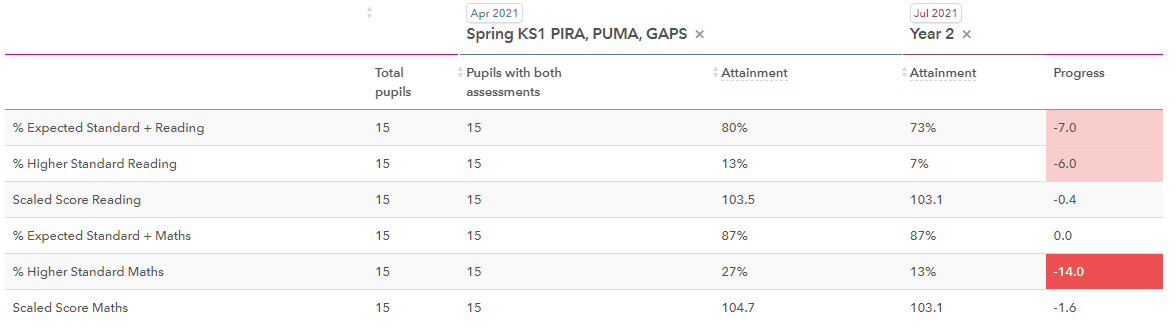 Apr 2021 Jul 2021
Spring KS1 PIRA, PUMA, GAPS × Year 2 ×
Total pupils Pupils with both assessments Attainment Attainment Progress
% Expected Standard + Reading 15 15 80% 73% -7.0
% Higher Standard Reading 15 15 13% 7% -6.0
Scaled Score Reading 15 15 103.5 103.1 -0.4
% Expected Standard + Maths 15 15 87% 87% 0.0
% Higher Standard Maths 15 15 27% 13% -14.0
Scaled Score Maths 15 15 104.7 103.1 -1.6